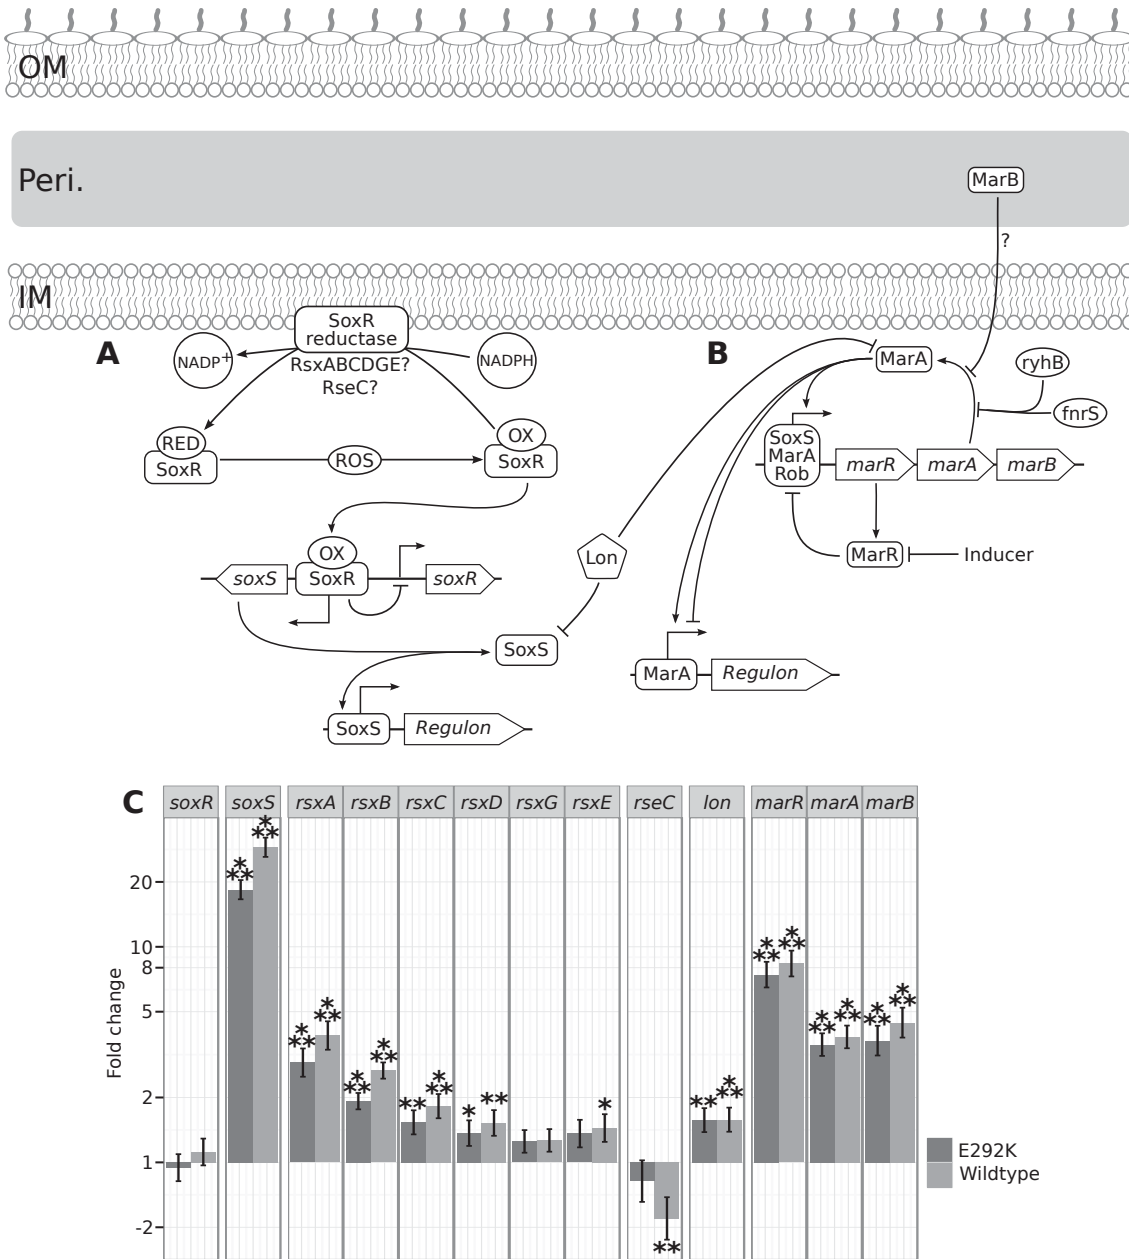 OM
Peri.
MarB
?
IM
A
SoxR
reductase
NADP+
NADPH
RsxABCDGE?
RseC?
RED
SoxR
ROS
OX
SoxR
OX
soxS
SoxR
soxR
Lon
SoxS
SoxS
Regulon
B
MarA
ryhB
fnrS
SoxS
MarA
Rob
marR
marA
marB
MarR
Inducer
MarA
Regulon
C
soxR soxS rsxA rsxB rsxC rsxD rsxG rsxE rseC lon marR marA marB
Fold change
20
10
8
5
2
1
-2
*
** *
** *
** *
** *
** *
** ** *
** * ** * ** ** *
** *
** *
** *
** *
** *
** *
**
E292K
Wildtype